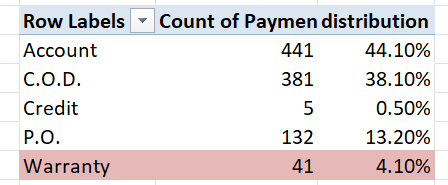 Row Labels Count of Paymen distribution
Account 441 44.10%
C.O.D. 381 38.10%
Credit 5 0.50%
P.O. 132 13.20%
Warranty 41 4.10%